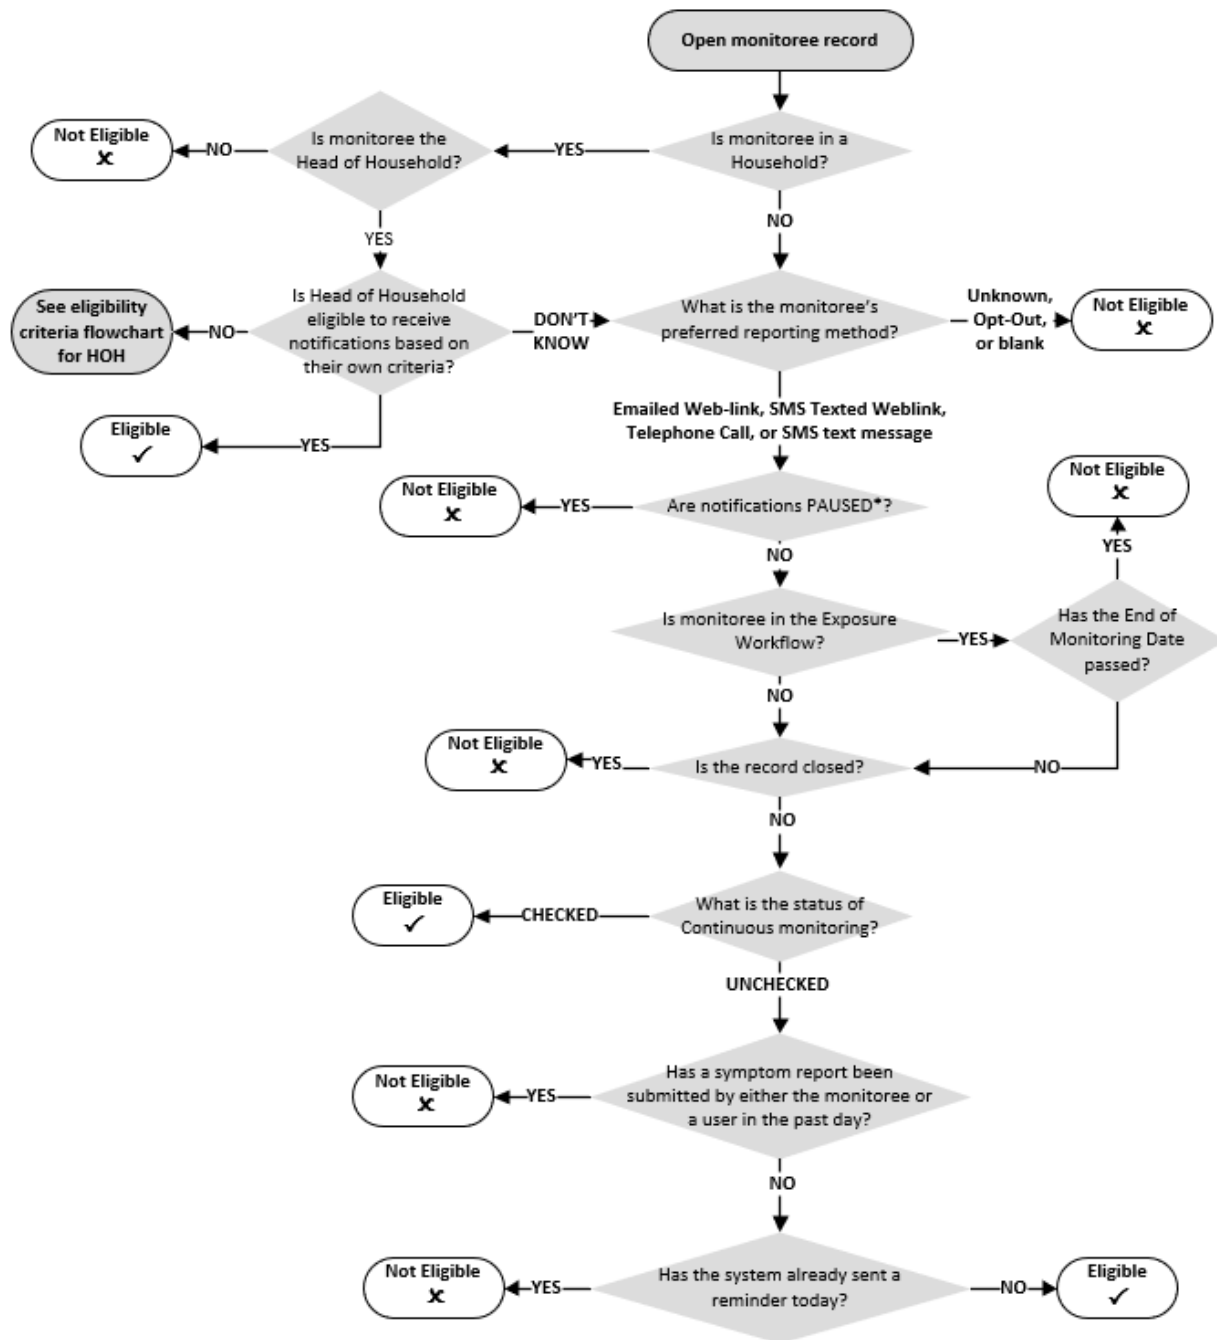 Open monitoree record
Is monitoree in a
Household?
YES
Is monitoree the
Head of Household?
NO
Not Eligible
✗
NO
YES
Is Head of Household
eligible to receive
notifications based on
their own criteria?
NO
See eligibility
criteria flowchart
for HOH
DON'T
KNOW
What is the monitoree's
preferred reporting method?
Unknown,
Opt-Out,
or blank
Not Eligible
✗
YES
Eligible
✓
Emailed Web-link, SMS Texted Weblink,
Telephone Call, or SMS text message
Are notifications PAUSED*?
YES
Not Eligible
✗
NO
Is monitoree in the Exposure
Workflow?
YES
Has the End of
Monitoring Date
passed?
YES
Not Eligible
✗
NO
NO
Is the record closed?
YES
Not Eligible
✗
NO
What is the status of
Continuous monitoring?
CHECKED
Eligible
✓
UNCHECKED
Has a symptom report been
submitted by either the monitoree or
a user in the past day?
YES
Not Eligible
✗
NO
Has the system already sent a
reminder today?
YES
Not Eligible
✗
NO
Eligible
✓